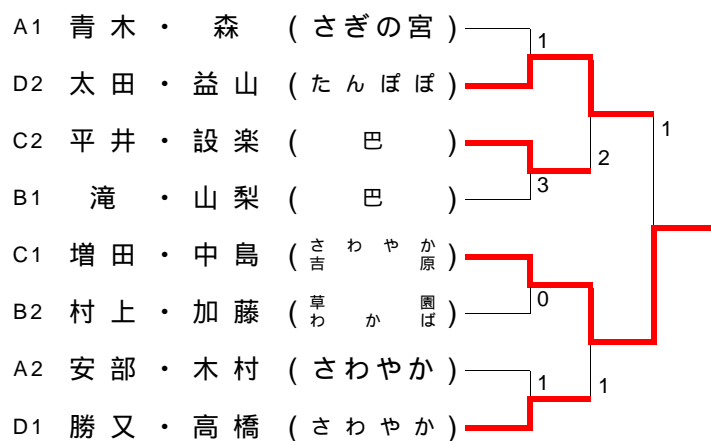 A1 青木・森 (さぎの宮)
1
D2 太田・益山 (たんぽぽ)
1
C2 平井・設楽 (巴)
2
3
B1 滝・山梨 (巴)
C1 増田・中島 (さわやか 吉原)
0
B2 村上・加藤 (草園 わかば)
A2 安部・木村 (さわやか)
1
1
D1 勝又・高橋 (さわやか)